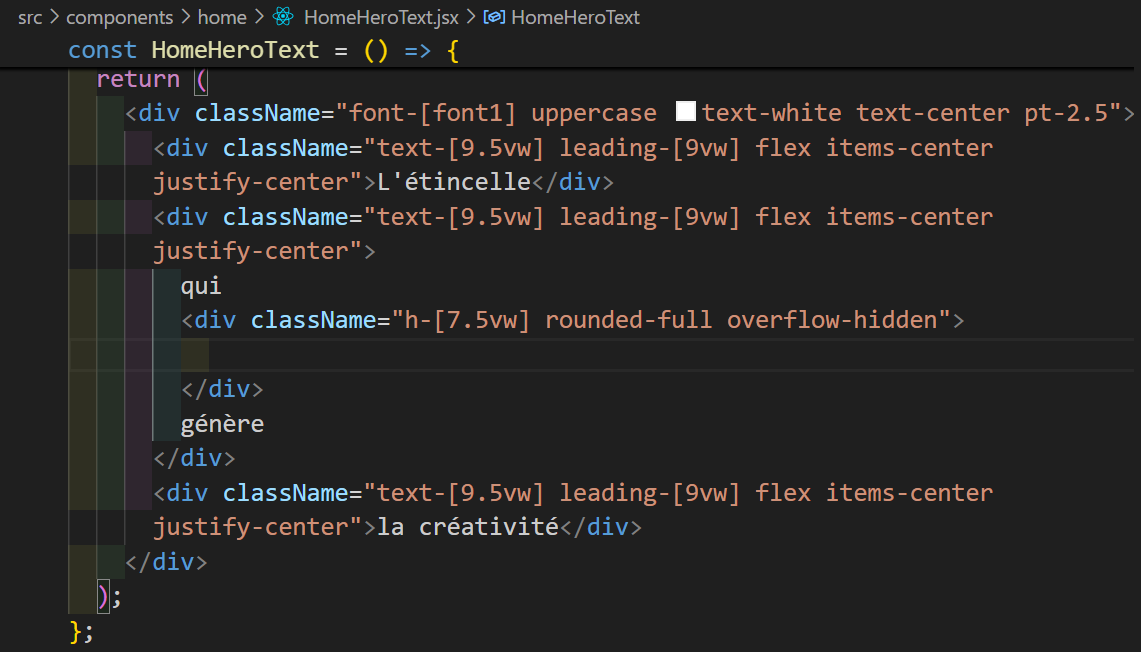 src > components > home > HomeHeroText.jsx > HomeHeroText
const HomeHeroText = () => {
return (
<div className="font-[font1] uppercase text-white text-center pt-2.5">
<div className="text-[9.5vw] leading-[9vw] flex items-center
justify-center">L'étincelle</div>
<div className="text-[9.5vw] leading-[9vw] flex items-center
justify-center">
qui
<div className="h-[7.5vw] rounded-full overflow-hidden">
</div>
génère
</div>
<div className="text-[9.5vw] leading-[9vw] flex items-center
justify-center">la créativité</div>
</div>
);
};